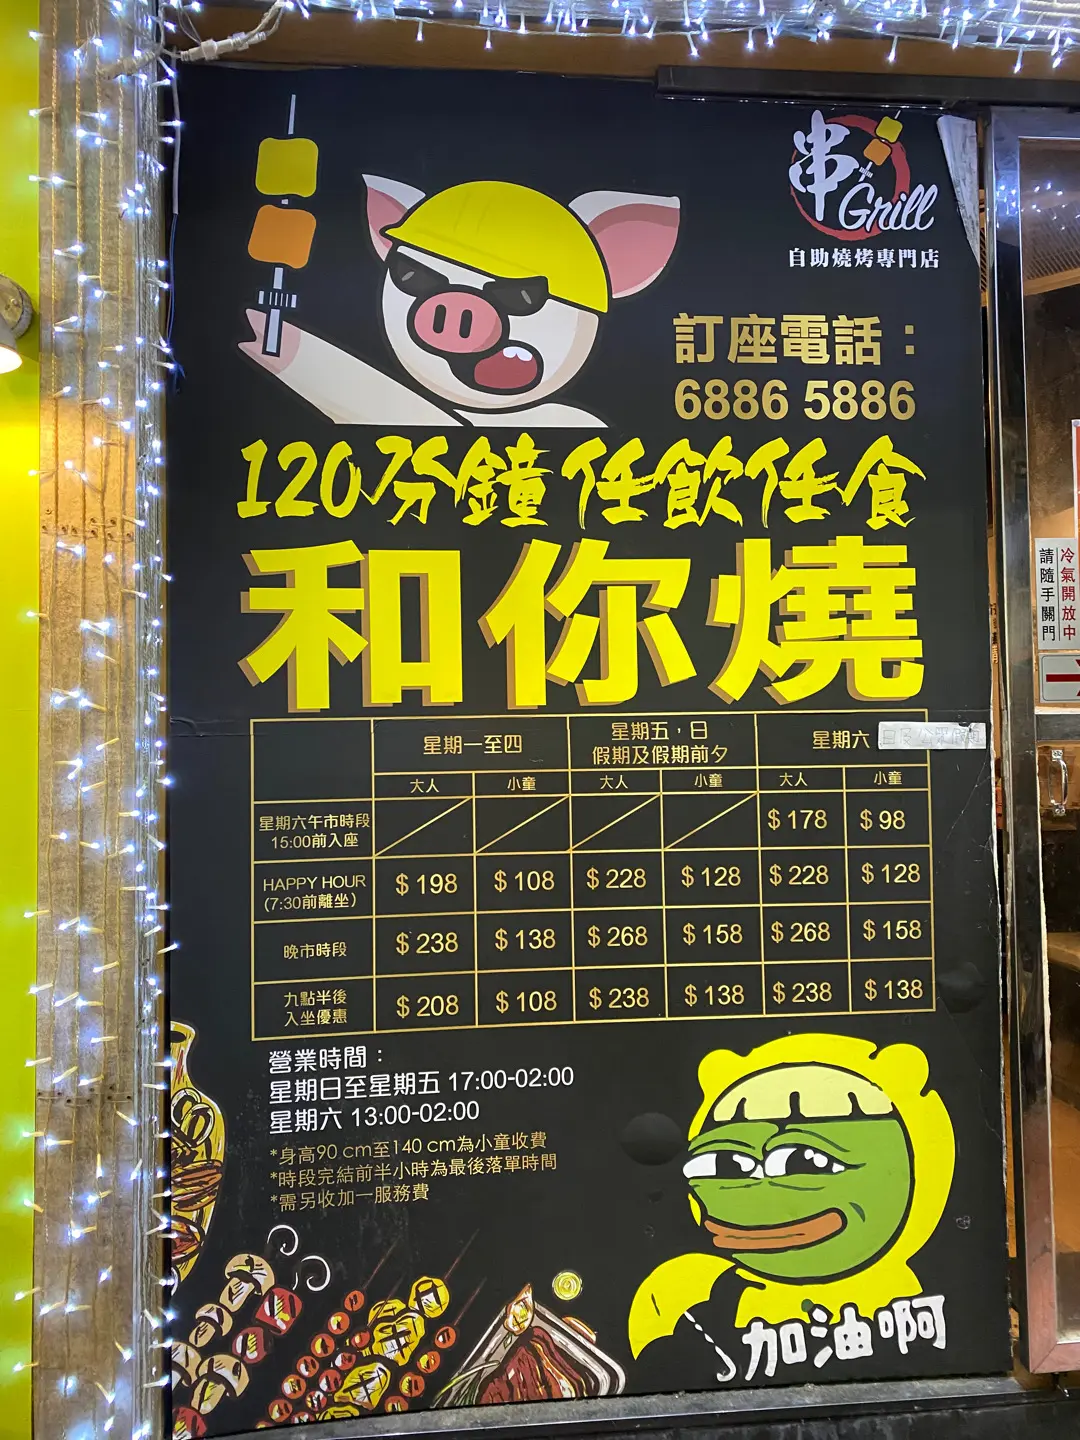 串
Grill
自助燒烤專門店
訂座電話：
6886 5886
120分鐘任飲任食
和你燒
星期一至四
星期五，日
假期及假期前夕
星期六
大人 小童 大人 小童 大人 小童
星期六午市時段
15:00前入座
$178 $98
HAPPY HOUR
(7:30前離坐)
$198 $108 $228 $128 $228 $128
晚市時段
$238 $138 $268 $158 $268 $158
九點半後
入坐優惠
$208 $108 $238 $138 $238 $138
營業時間：
星期日至星期五 17:00-02:00
星期六 13:00-02:00
*身高90 cm至140 cm為小童收費
*時段完結前半小時為最後落單時間
*需另收加一服務費
加油啊
冷氣開放中
請隨手關門